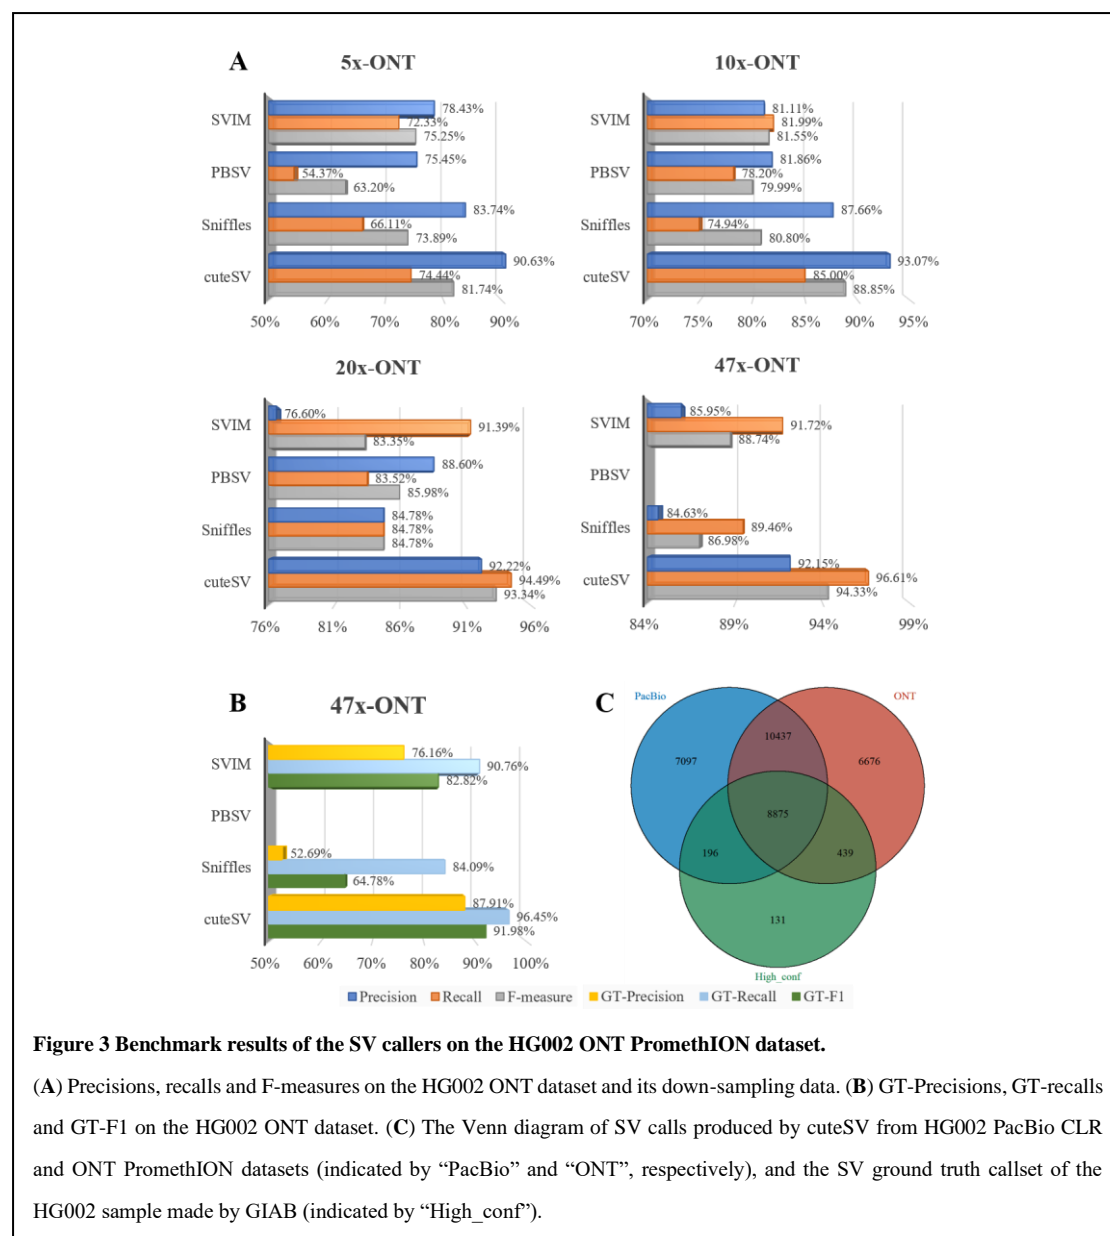 A
5x-ONT
SVIM
78.43%
72.33%
75.25%
PBSV
75.45%
54.37%
63.20%
Sniffles
83.74%
66.11%
73.89%
cuteSV
90.63%
74.44%
81.74%
50% 60% 70% 80% 90%
10x-ONT
SVIM
81.11%
81.99%
81.55%
PBSV
81.86%
78.20%
79.99%
Sniffles
87.66%
74.94%
80.80%
cuteSV
93.07%
85.00%
88.85%
70% 75% 80% 85% 90% 95%
20x-ONT
SVIM
76.60%
91.39%
83.35%
PBSV
88.60%
83.52%
85.98%
Sniffles
84.78%
84.78%
84.78%
cuteSV
92.22%
94.49%
93.34%
76% 81% 86% 91% 96%
47x-ONT
SVIM
85.95%
91.72%
88.74%
PBSV
Sniffles
84.63%
89.46%
86.98%
cuteSV
92.15%
96.61%
94.33%
84% 89% 94% 99%
B
47x-ONT
SVIM
76.16%
90.76%
82.82%
PBSV
Sniffles
52.69%
84.09%
64.78%
cuteSV
87.91%
96.45%
91.98%
50% 60% 70% 80% 90% 100%
C
PacBio
ONT
10437
7097
6676
8875
196
439
131
High_conf
Precision Recall F-measure GT-Precision GT-Recall GT-F1
Figure 3 Benchmark results of the SV callers on the HG002 ONT PromethION dataset.
(A) Precisions, recalls and F-measures on the HG002 ONT dataset and its down-sampling data. (B) GT-Precisions, GT-recalls
and GT-F1 on the HG002 ONT dataset. (C) The Venn diagram of SV calls produced by cuteSV from HG002 PacBio CLR
and ONT PromethION datasets (indicated by “PacBio” and “ONT”, respectively), and the SV ground truth callset of the
HG002 sample made by GIAB (indicated by “High_conf”).